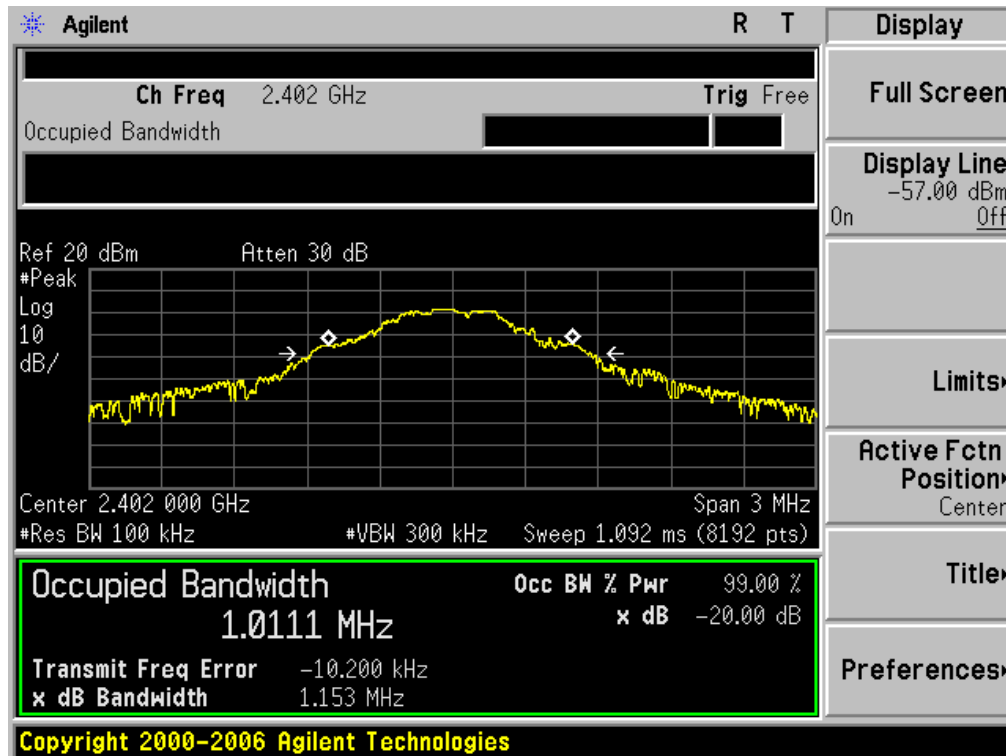 Agilent R T
Display
Ch Freq 2.402 GHz Trig Free
Occupied Bandwidth
Full Screen
Display Line
-57.00 dBm
On Off
Ref 20 dBm Atten 30 dB
#Peak
Log
10
dB/
Limits
Active Fctn
Position
Center
Center 2.402 000 GHz Span 3 MHz
#Res BW 100 kHz #VBW 300 kHz Sweep 1.092 ms (8192 pts)
Title
Occupied Bandwidth
1.0111 MHz
Occ BW % Pwr 99.00 %
x dB -20.00 dB
Transmit Freq Error -10.200 kHz
x dB Bandwidth 1.153 MHz
Preferences
Copyright 2000-2006 Agilent Technologies